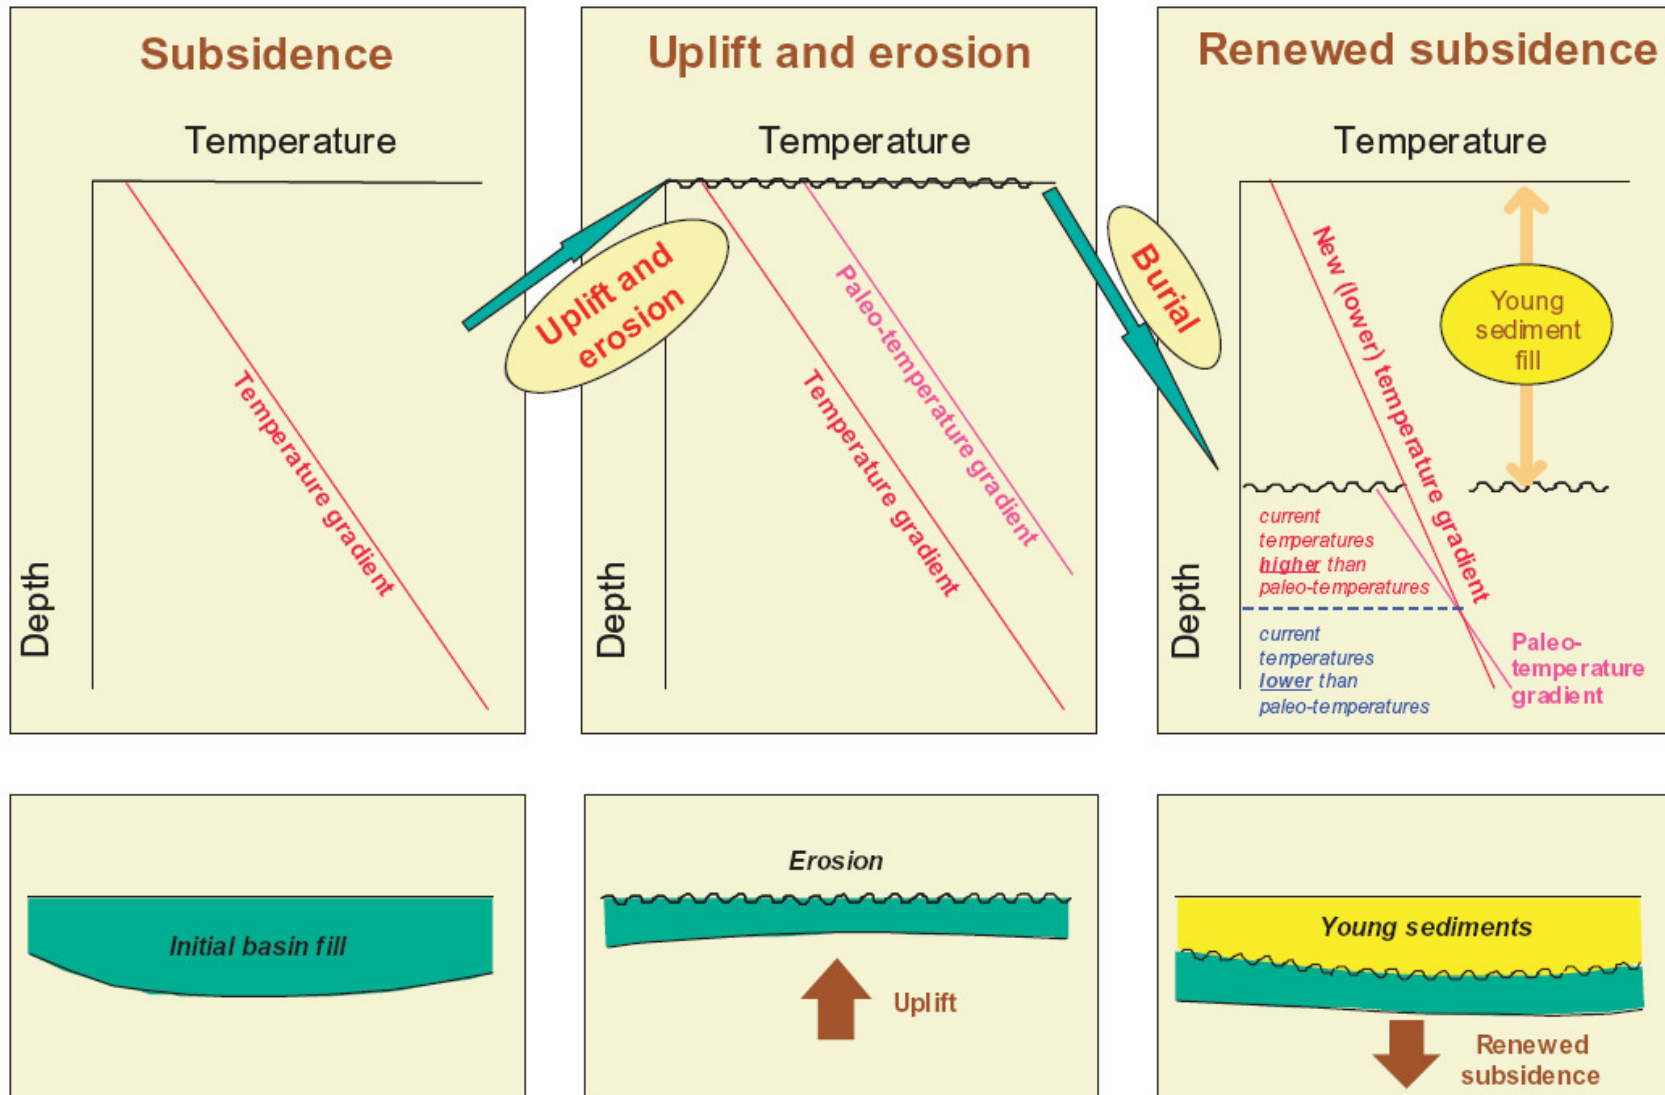 Subsidence
Temperature
Temperature gradient
Depth
Uplift and erosion
Temperature
Uplift and
erosion
Paleo-temperature gradient
Temperature gradient
Depth
Burial
Renewed subsidence
Temperature
New (lower) temperature gradient
Young
sediment
fill
current
temperatures
higher than
paleo-temperatures
current
temperatures
lower than
paleo-temperatures
Paleo-
temperature
gradient
Depth
Initial basin fill
Erosion
Uplift
Young sediments
Renewed
subsidence